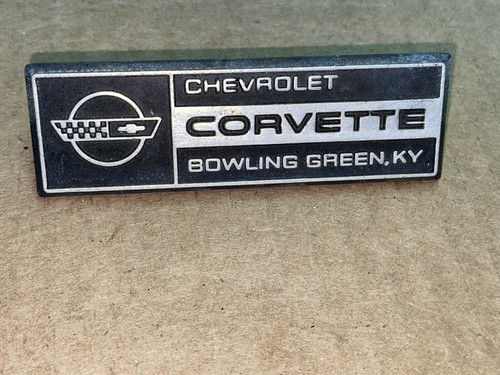 CHEVROLET
CORVETTE
BOWLING GREEN, KY